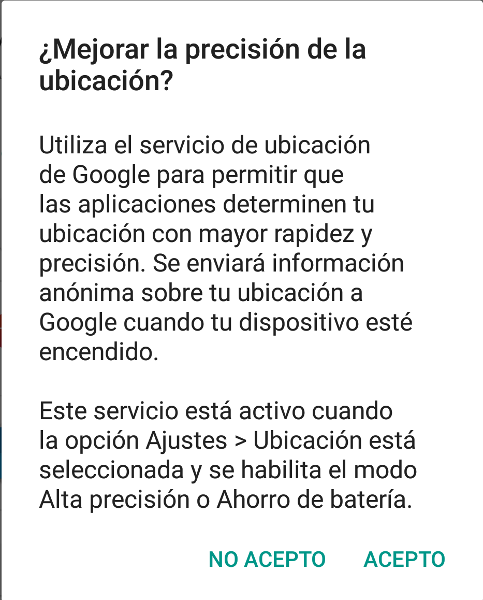 ¿Mejorar la precisión de la
ubicación?
Utiliza el servicio de ubicación
de Google para permitir que
las aplicaciones determinen tu
ubicación con mayor rapidez y
precisión. Se enviará información
anónima sobre tu ubicación a
Google cuando tu dispositivo esté
encendido.
Este servicio está activo cuando
la opción Ajustes > Ubicación está
seleccionada y se habilita el modo
Alta precisión o Ahorro de batería.
NO ACEPTO ACEPTO